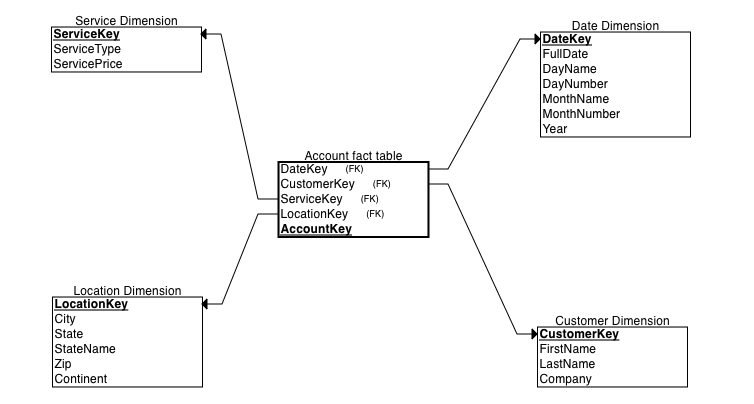 Service Dimension
ServiceKey
ServiceType
ServicePrice
Date Dimension
DateKey
FullDate
DayName
DayNumber
MonthName
MonthNumber
Year
Account fact table
DateKey (FK)
CustomerKey (FK)
ServiceKey (FK)
LocationKey (FK)
AccountKey
Location Dimension
LocationKey
City
State
StateName
Zip
Continent
Customer Dimension
CustomerKey
FirstName
LastName
Company